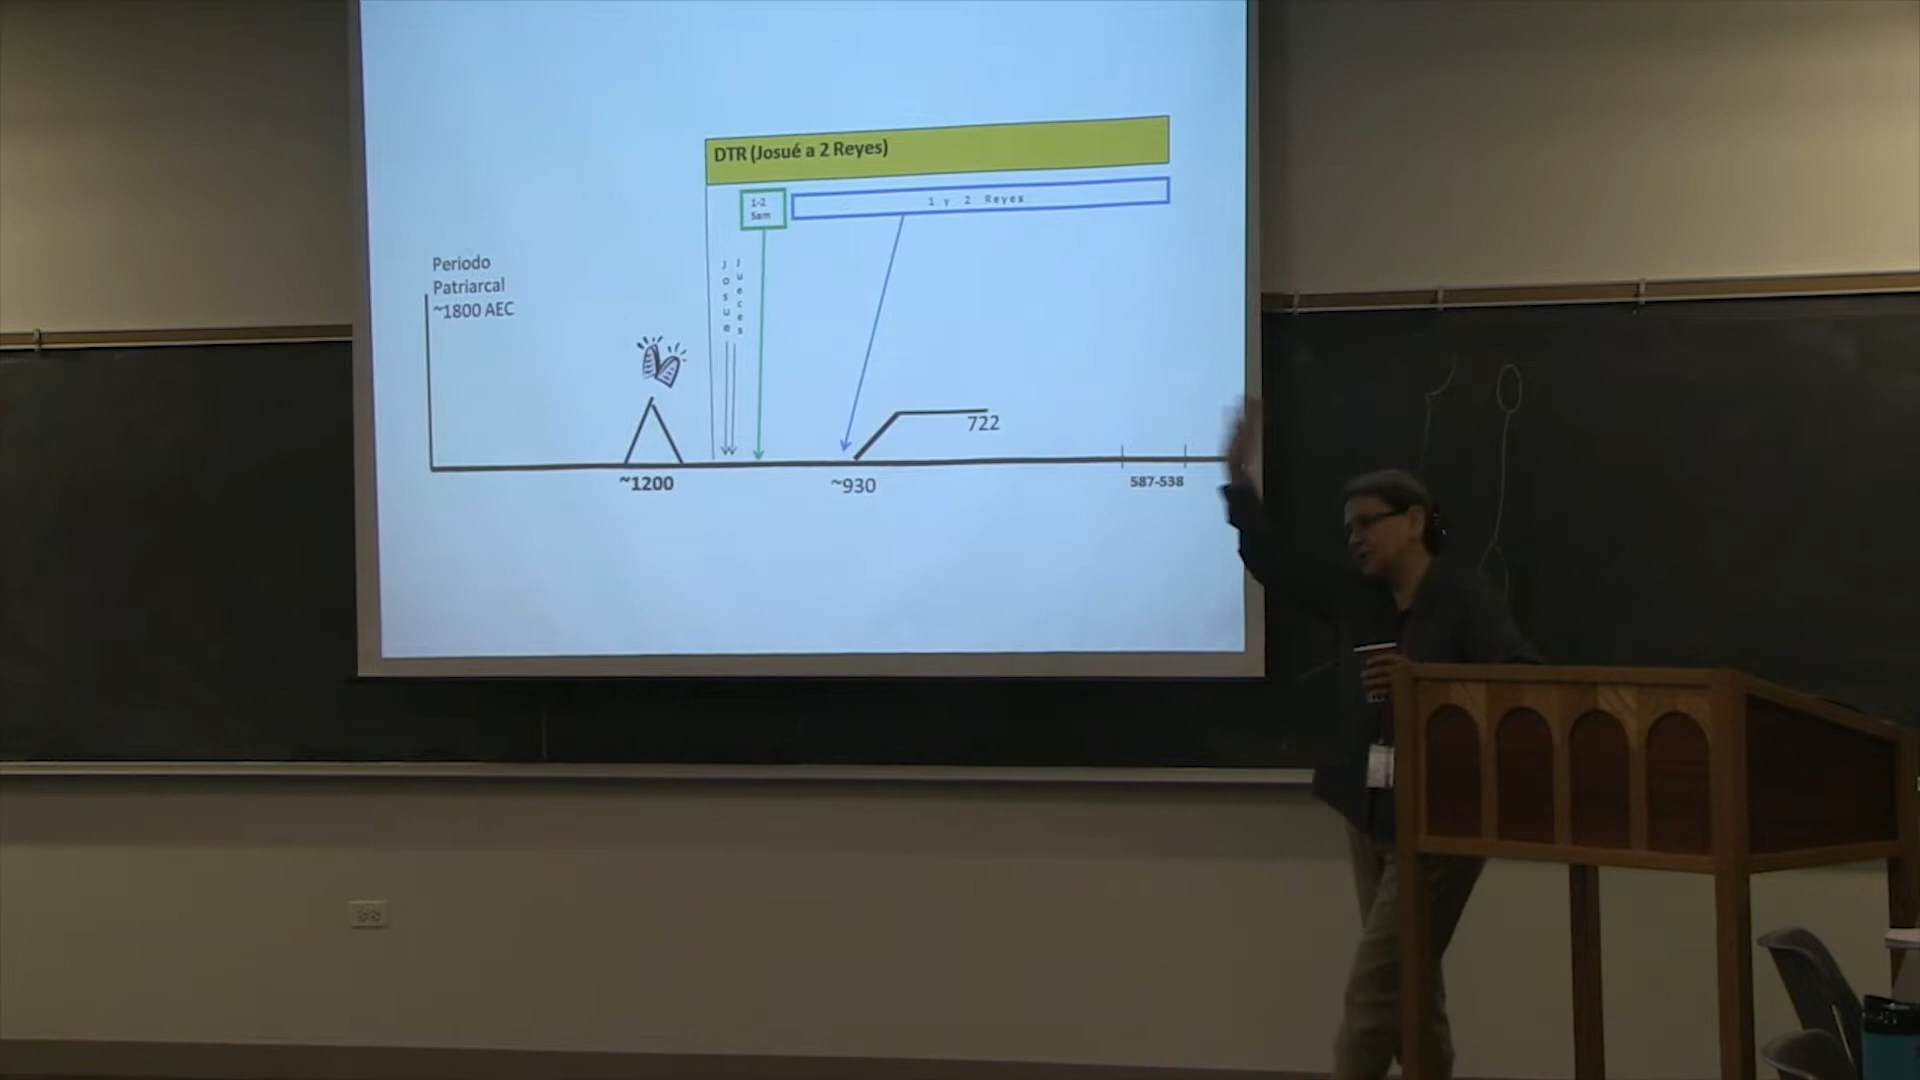 DTR (Josué a 2 Reyes)
1-2
Sam
1 y 2 Reyes
Periodo
Patriarcal
~1800 AEC
Josue
Jueces
722
~1200
~930
587-538